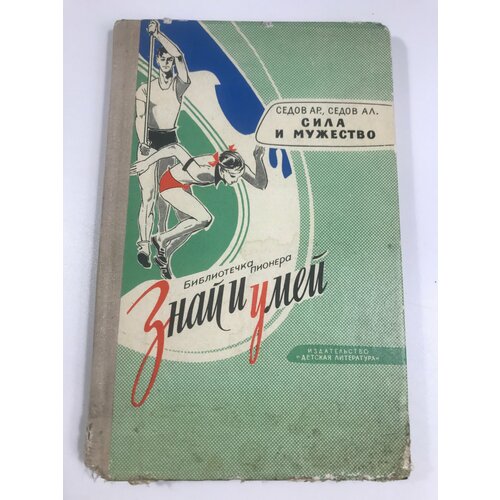 СЕДОВ АР., СЕДОВ АЛ.
СИЛА
И МУЖЕСТВО
БИБЛИОТЕЧКА ПИОНЕРА
Знай и умей
ИЗДАТЕЛЬСТВО
"ДЕТСКАЯ ЛИТЕРАТУРА"